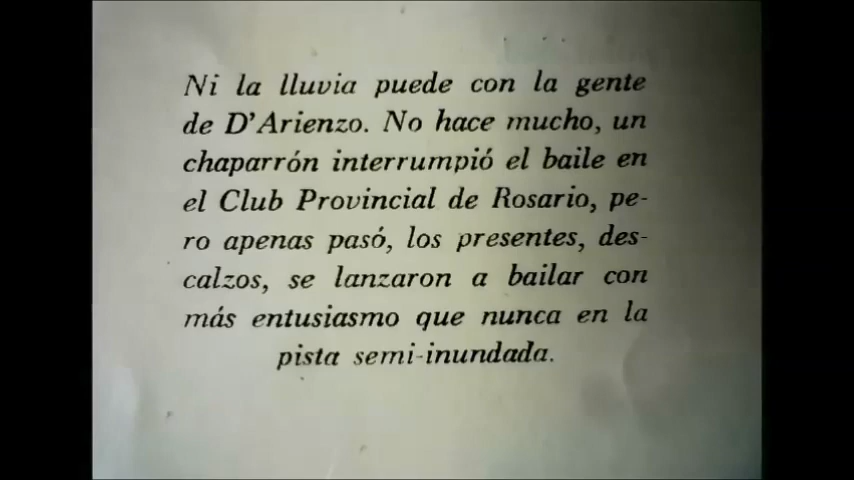 Ni la lluvia puede con la gente
de D'Arienzo. No hace mucho, un
chaparrón interrumpió el baile en
el Club Provincial de Rosario, pe-
ro apenas pasó, los presentes, des-
calzos, se lanzaron a bailar con
más entusiasmo que nunca en la
pista semi-inundada.